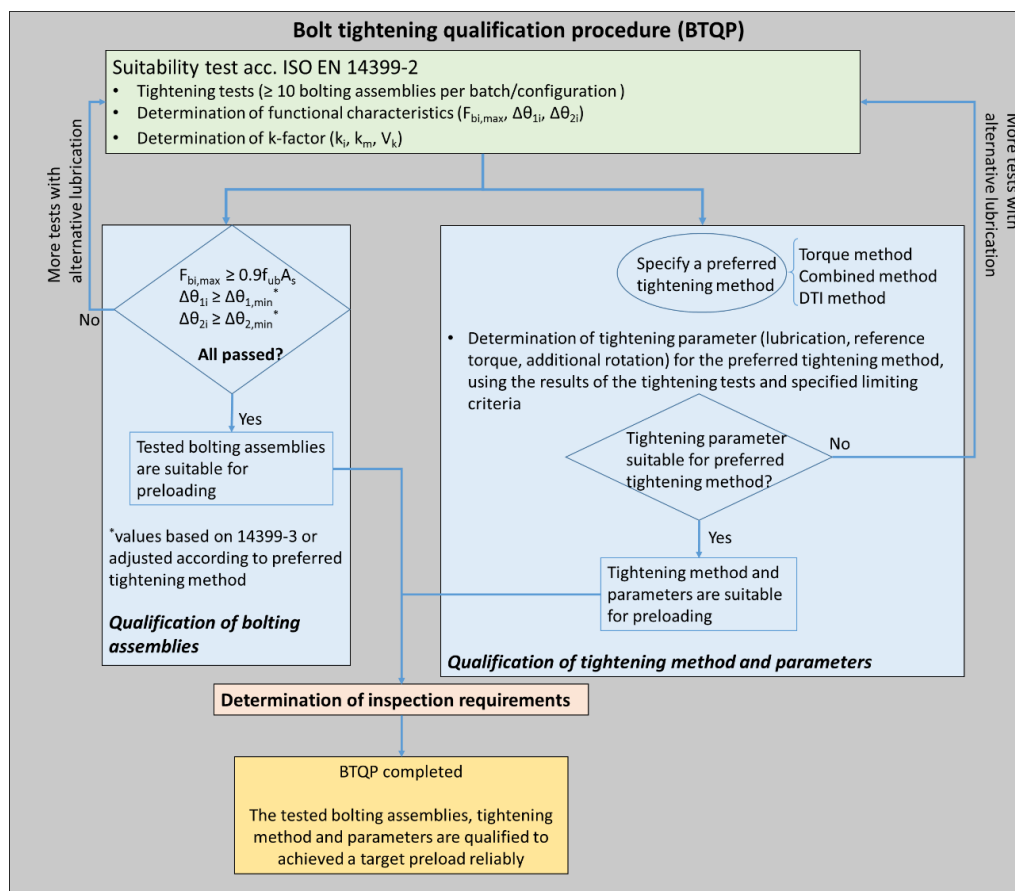 Bolt tightening qualification procedure (BTQP)
Suitability test acc. ISO EN 14399-2
• Tightening tests (≥ 10 bolting assemblies per batch/configuration )
• Determination of functional characteristics (Fbi,max, Δθ1i, Δθ2i)
• Determination of k-factor (ki, km, Vk)
More tests with
alternative lubrication
More tests with
alternative lubrication
Fbi,max ≥ 0.9fubAs
Δθ1i ≥ Δθ1,min*
Δθ2i ≥ Δθ2,min*
All passed?
No
Yes
Tested bolting assemblies
are suitable for
preloading
*values based on 14399-3 or
adjusted according to preferred
tightening method
Qualification of bolting
assemblies
Specify a preferred
tightening method
Torque method
Combined method
DTI method
• Determination of tightening parameter (lubrication, reference
torque, additional rotation) for the preferred tightening method,
using the results of the tightening tests and specified limiting
criteria
Tightening parameter
suitable for preferred
tightening method?
No
Yes
Tightening method and
parameters are suitable
for preloading
Qualification of tightening method and parameters
Determination of inspection requirements
BTQP completed
The tested bolting assemblies, tightening
method and parameters are qualified to
achieved a target preload reliably